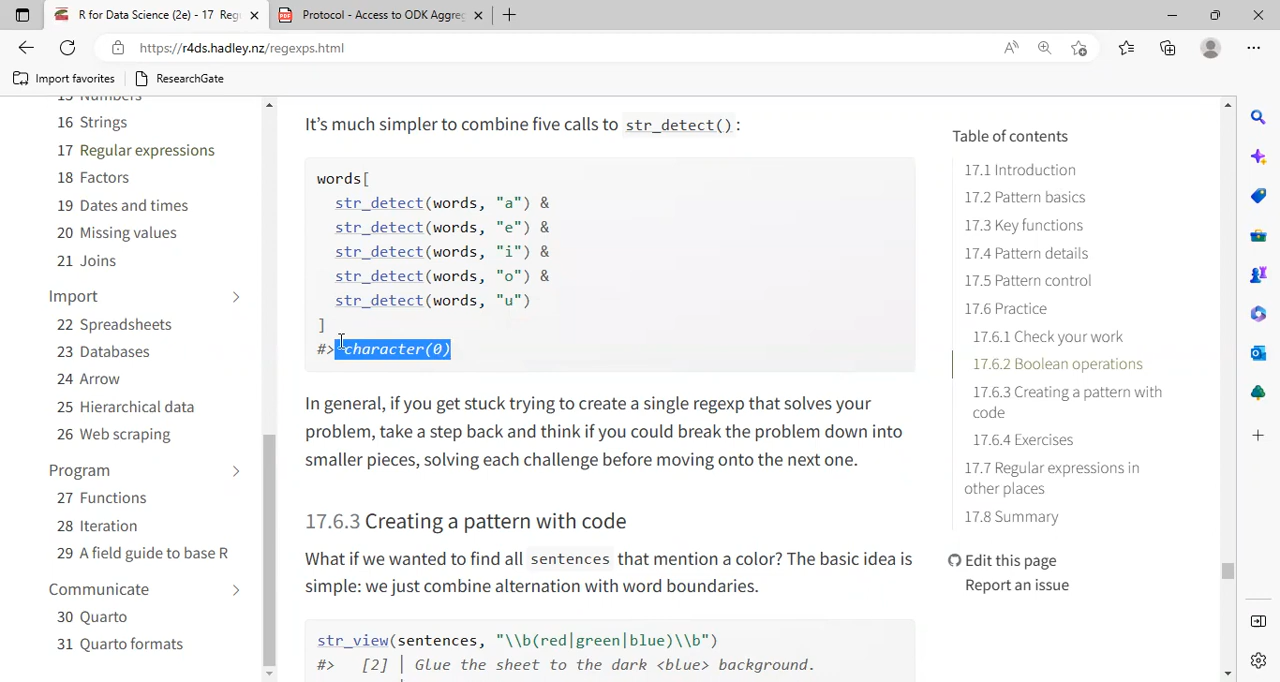 R for Data Science (2e) - 17 Reg
Protocol - Access to ODK Aggreg
https://r4ds.hadley.nz/regexps.html
Import favorites
ResearchGate
15 Numbers
16 Strings
17 Regular expressions
18 Factors
19 Dates and times
20 Missing values
21 Joins
Import
22 Spreadsheets
23 Databases
24 Arrow
25 Hierarchical data
26 Web scraping
Program
27 Functions
28 Iteration
29 A field guide to base R
Communicate
30 Quarto
31 Quarto formats
It's much simpler to combine five calls to str_detect():
words[
str_detect(words, "a") &
str_detect(words, "e") &
str_detect(words, "i") &
str_detect(words, "o") &
str_detect(words, "u")
]
#> character(0)
In general, if you get stuck trying to create a single regexp that solves your
problem, take a step back and think if you could break the problem down into
smaller pieces, solving each challenge before moving onto the next one.
17.6.3 Creating a pattern with code
What if we wanted to find all sentences that mention a color? The basic idea is
simple: we just combine alternation with word boundaries.
str_view(sentences, "\\b(red|green|blue)\\b")
#> [2] | Glue the sheet to the dark <blue> background.
Table of contents
17.1 Introduction
17.2 Pattern basics
17.3 Key functions
17.4 Pattern details
17.5 Pattern control
17.6 Practice
17.6.1 Check your work
17.6.2 Boolean operations
17.6.3 Creating a pattern with
code
17.6.4 Exercises
17.7 Regular expressions in
other places
17.8 Summary
Edit this page
Report an issue